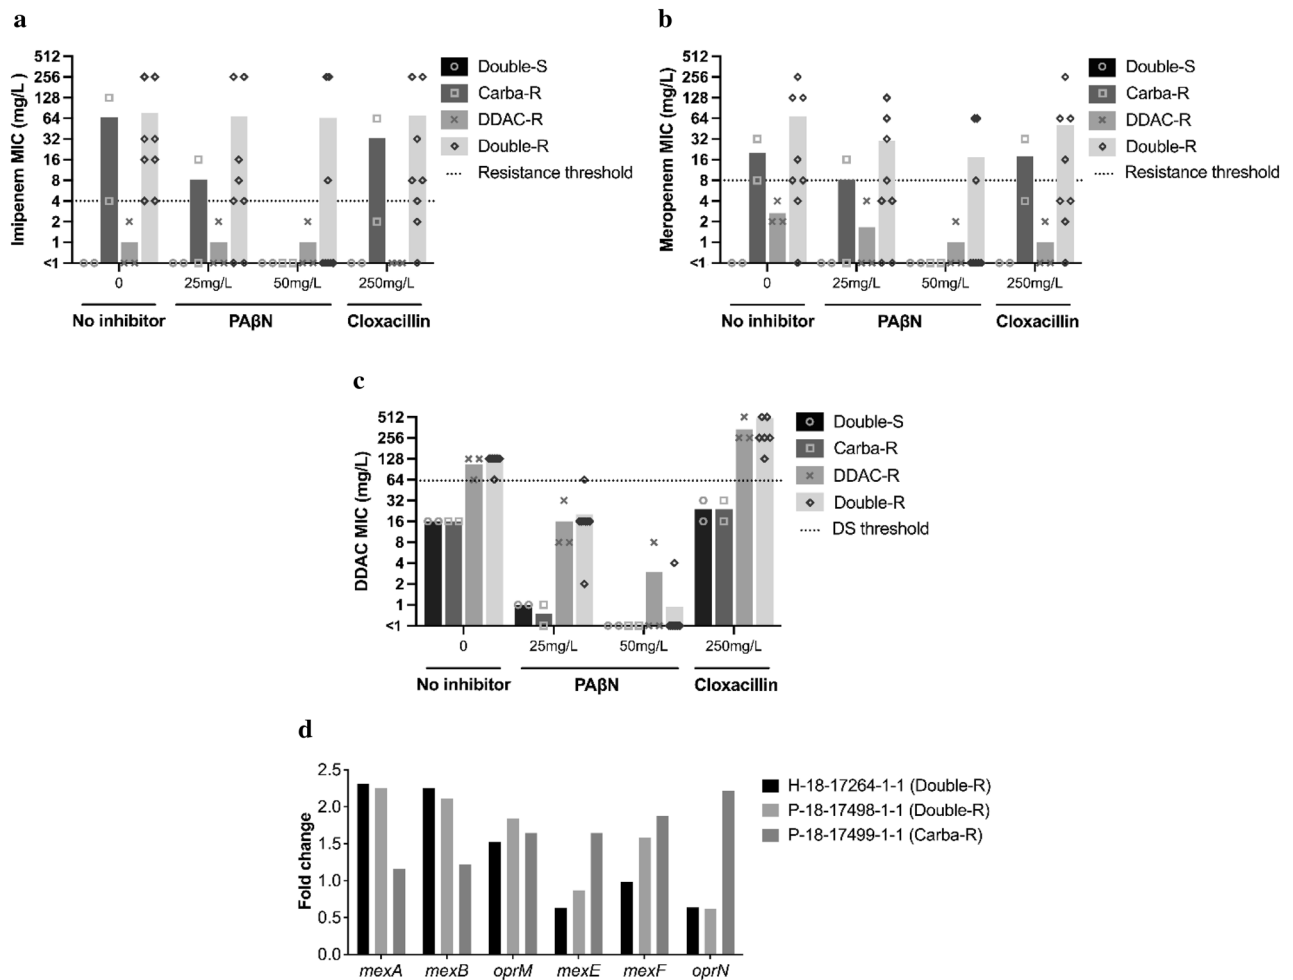 a
Imipenem MIC (mg/L)
512
256
128
64
32
16
8
4
2
1
<1
0
25mg/L
50mg/L
250mg/L
No inhibitor
PAβN
Cloxacillin
Double-S
Carba-R
DDAC-R
Double-R
Resistance threshold
b
Meropenem MIC (mg/L)
512
256
128
64
32
16
8
4
2
1
<1
0
25mg/L
50mg/L
250mg/L
No inhibitor
PAβN
Cloxacillin
Double-S
Carba-R
DDAC-R
Double-R
Resistance threshold
c
DDAC MIC (mg/L)
512
256
128
64
32
16
8
4
2
1
<1
0
25mg/L
50mg/L
250mg/L
No inhibitor
PAβN
Cloxacillin
Double-S
Carba-R
DDAC-R
Double-R
DS threshold
d
Fold change
2.5
2.0
1.5
1.0
0.5
0.0
mexA
mexB
oprM
mexE
mexF
oprN
H-18-17264-1-1 (Double-R)
P-18-17498-1-1 (Double-R)
P-18-17499-1-1 (Carba-R)